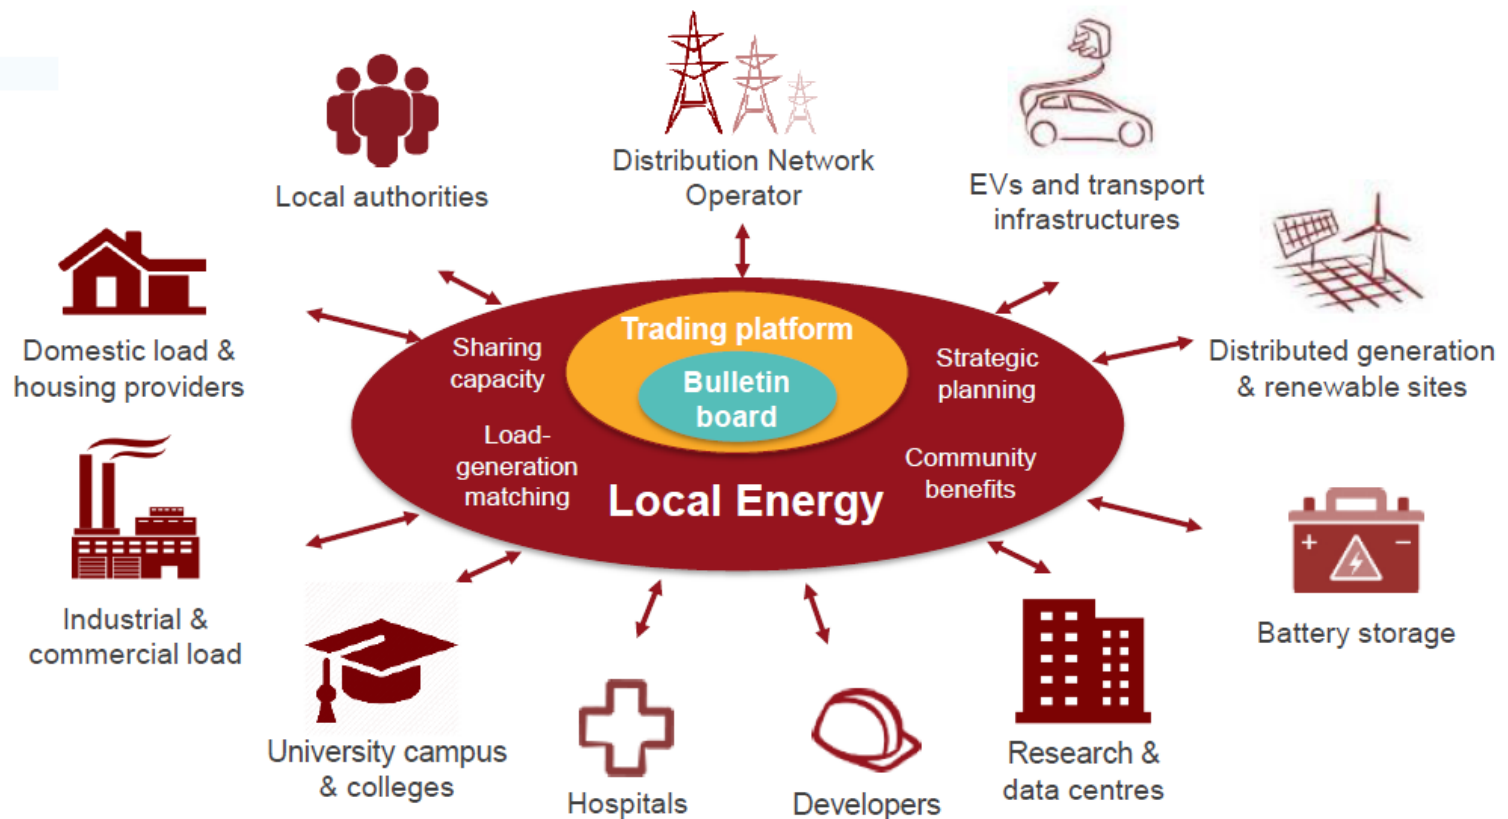 Local authorities
Distribution Network
Operator
EVs and transport
infrastructures
Domestic load &
housing providers
Distributed generation
& renewable sites
Trading platform
Bulletin
board
Sharing
capacity
Strategic
planning
Load-
generation
matching
Community
benefits
Local Energy
Industrial &
commercial load
+ −
Battery storage
University campus
& colleges
Hospitals
Developers
Research &
data centres